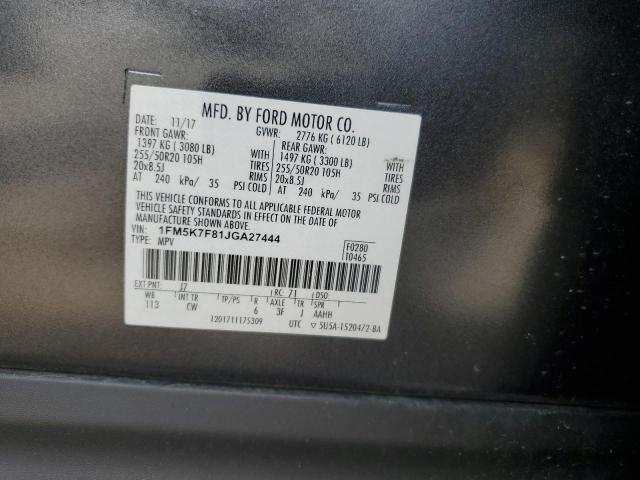 MFD. BY FORD MOTOR CO.
DATE: 11/17 GVWR: 2776 KG ( 6120 LB)
FRONT GAWR: REAR GAWR:
1397 KG ( 3080 LB) WITH 1497 KG ( 3300 LB) WITH
255/50R20 105H TIRES 255/50R20 105H TIRES
20x8.5J RIMS 20x8.5J RIMS
AT 240 kPa/ 35 PSI COLD AT 240 kPa/ 35 PSI COLD
THIS VEHICLE CONFORMS TO ALL APPLICABLE FEDERAL MOTOR
VEHICLE SAFETY STANDARDS IN EFFECT ON THE DATE OF
MANUFACTURE SHOWN ABOVE.
VIN: 1FM5K7F81JGA27444 F0280
TYPE: MPV T0465
EXT PNT: J7 RC: 71 DSO:
WB INT TR TP/PS R AXLE TR SPR
113 CW 6 3F J AAHH
1201711175309 UTC ▽5U5A-1520472-BA